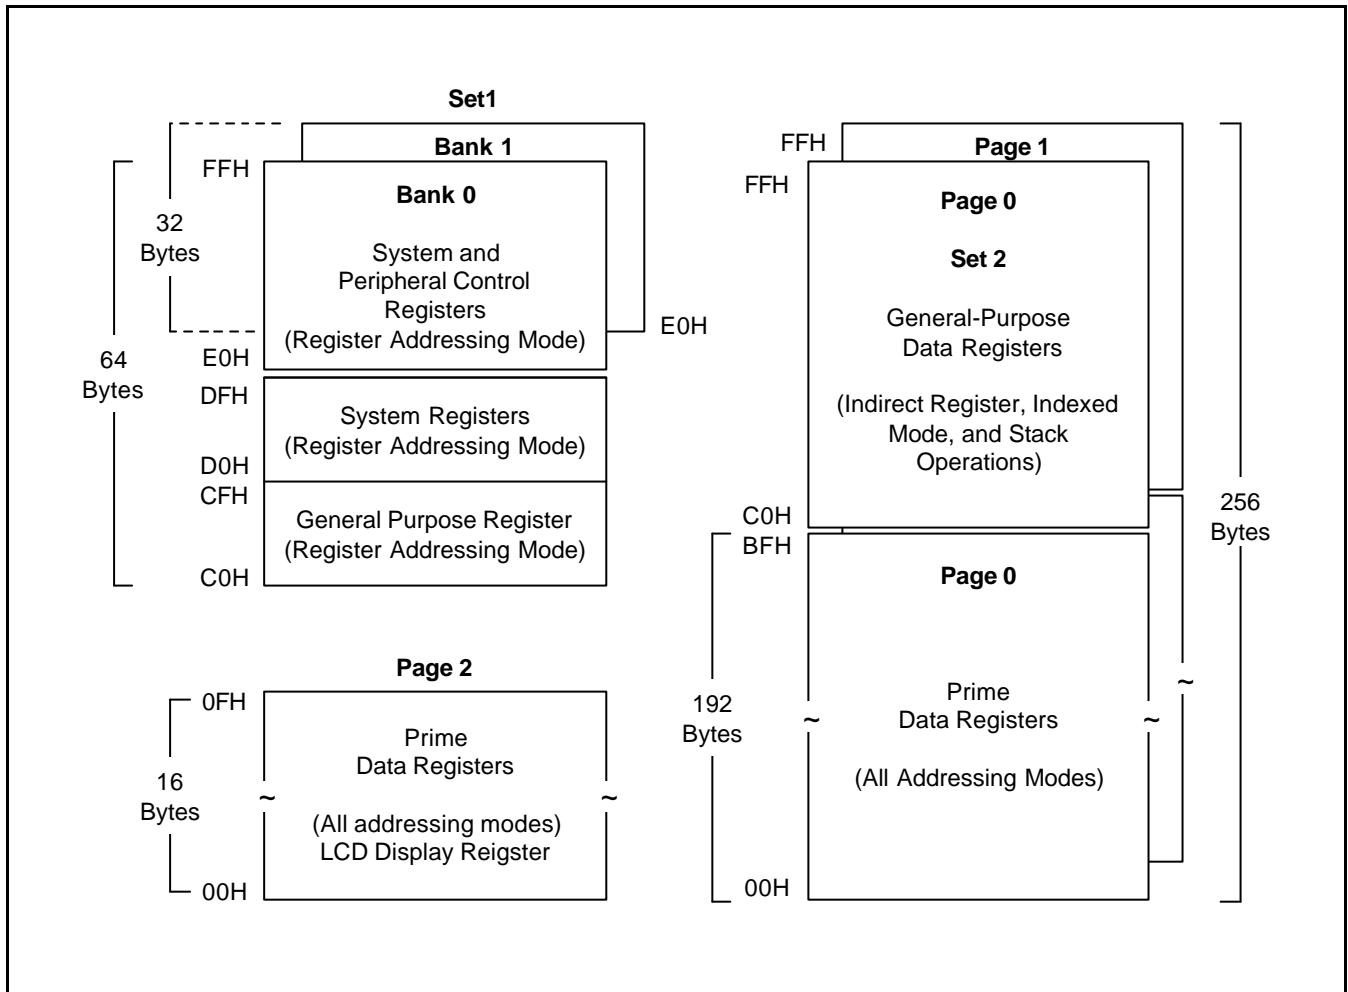 Set1
Bank 1
FFH
Bank 0
32
Bytes
System and
Peripheral Control
Registers
(Register Addressing Mode)
E0H
E0H
64
Bytes
DFH
System Registers
(Register Addressing Mode)
D0H
CFH
General Purpose Register
(Register Addressing Mode)
C0H
Page 2
0FH
Prime
Data Registers
16
Bytes
~
~
(All addressing modes)
LCD Display Reigster
00H
FFH
Page 1
FFH
Page 0
Set 2
General-Purpose
Data Registers
(Indirect Register, Indexed
Mode, and Stack
Operations)
C0H
BFH
256
Bytes
Page 0
192
Bytes
~
Prime
Data Registers
~
~
(All Addressing Modes)
00H